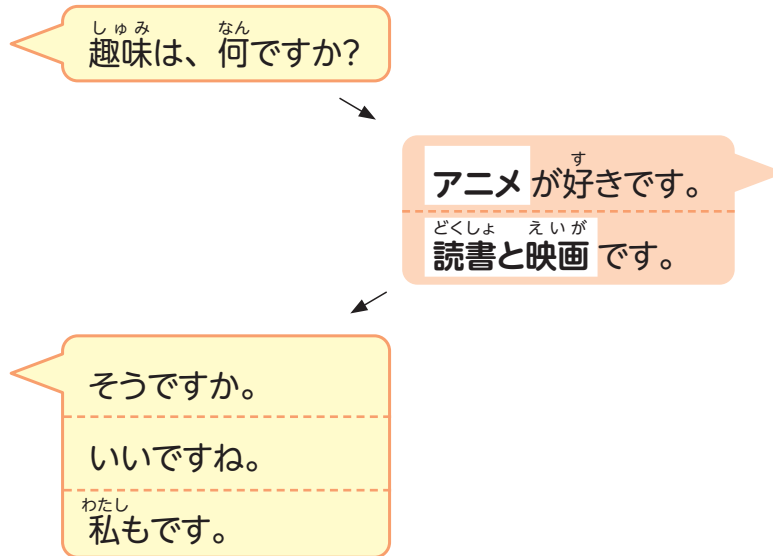 しゅみ なん
趣味は、何ですか?
す
アニメが好きです。
どくしょ えいが
読書と映画です。
そうですか。
いいですね。
わたし
私もです。